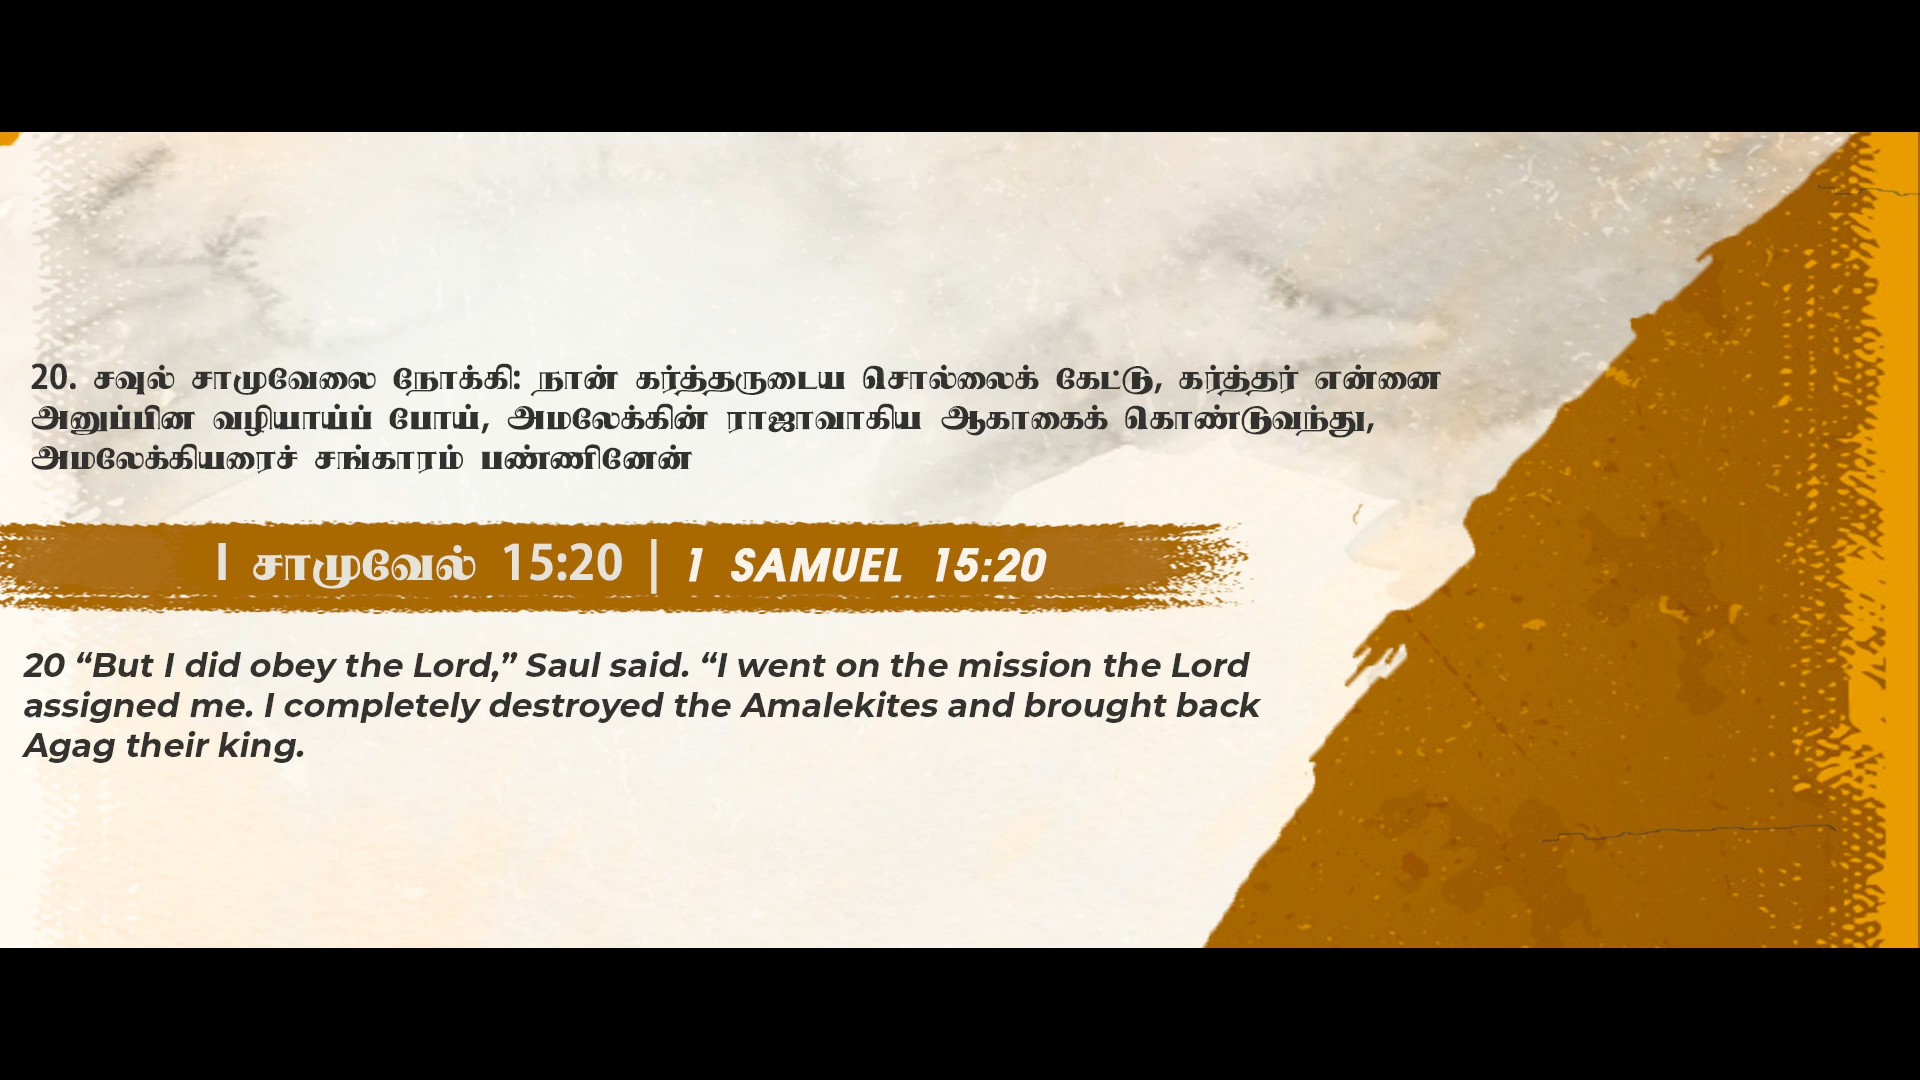 20. சவுல் சாமுவேலை நோக்கி: நான் கர்த்தருடைய சொல்லைக் கேட்டு, கர்த்தர் என்னை
அனுப்பின வழியாய்ப் போய், அமலேக்கின் ராஜாவாகிய ஆகாகைக் கொண்டுவந்து,
அமலேக்கியரைச் சங்காரம் பண்ணினேன்
I சாமுவேல் 15:20 | 1 SAMUEL 15:20
20 “But I did obey the Lord,” Saul said. “I went on the mission the Lord
assigned me. I completely destroyed the Amalekites and brought back
Agag their king.